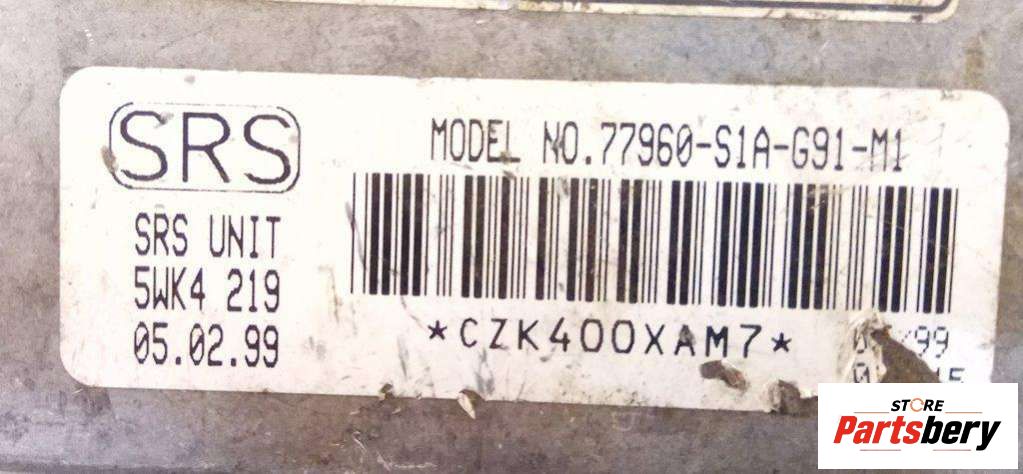 SRS
MODEL NO.77960-S1A-G91-M1
SRS UNIT
5WK4 219
05.02.99
*CZK400XAM7*
STORE
Partsbery